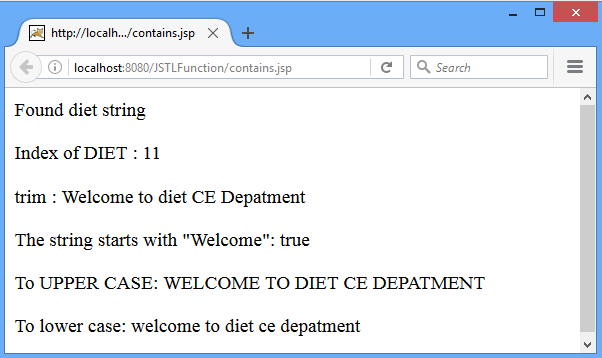 http://localh.../contains.jsp
localhost:8080/JSTLFunction/contains.jsp
Search
Found diet string
Index of DIET : 11
trim : Welcome to diet CE Depatment
The string starts with "Welcome": true
To UPPER CASE: WELCOME TO DIET CE DEPATMENT
To lower case: welcome to diet ce depatment